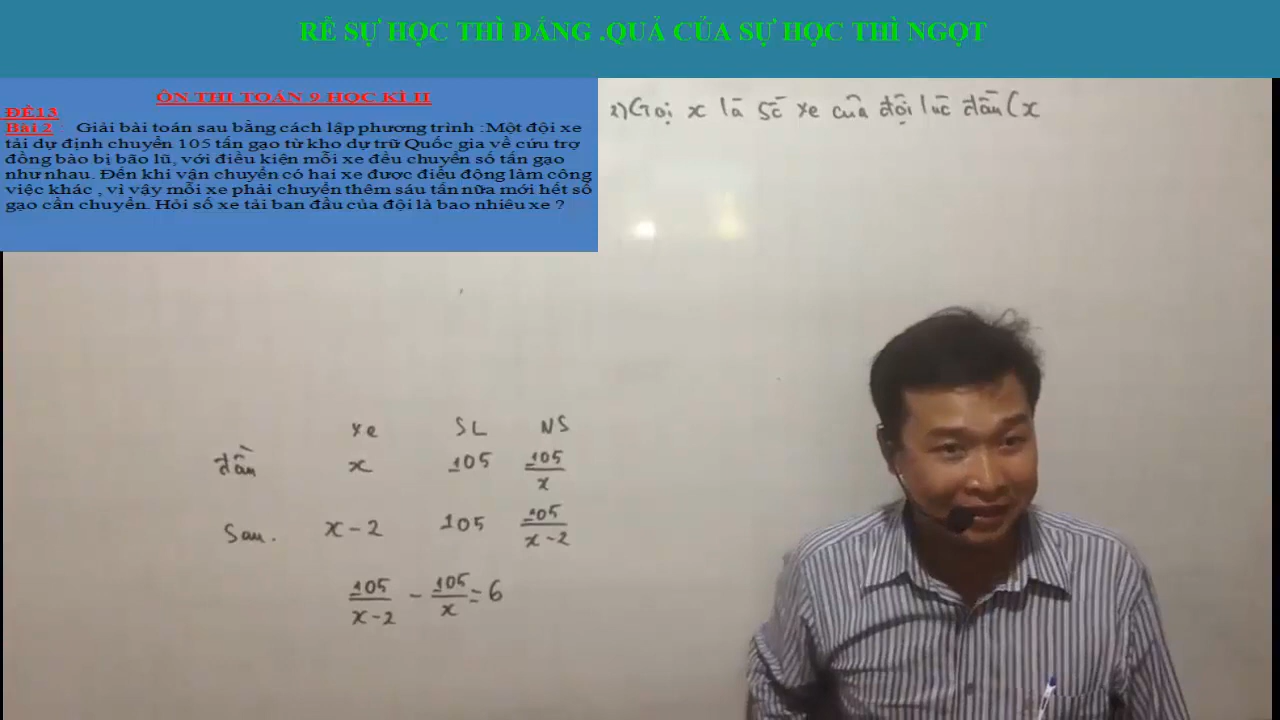 RỄ SỰ HỌC THÌ ĐẮNG .QUẢ CỦA SỰ HỌC THÌ NGỌT
ÔN THI TOÁN 9 HỌC KÌ II
ĐỀ13
Bài 2 Giải bài toán sau bằng cách lập phương trình :Một đội xe
tải dự định chuyển 105 tấn gạo từ kho dự trữ Quốc gia về cứu trợ
đồng bào bị bão lũ, với điều kiện mỗi xe đều chuyển số tấn gạo
như nhau. Đến khi vận chuyển có hai xe được điều động làm công
việc khác , vì vậy mỗi xe phải chuyển thêm sáu tấn nữa mới hết số
gạo cần chuyển. Hỏi số xe tải ban đầu của đội là bao nhiêu xe ?
2) Gọi x là số xe của đội lúc đầu (x
xe SL NS
đầu x 105 105/x
Sau. x-2 105 105/x-2
105/x-2 - 105/x = 6